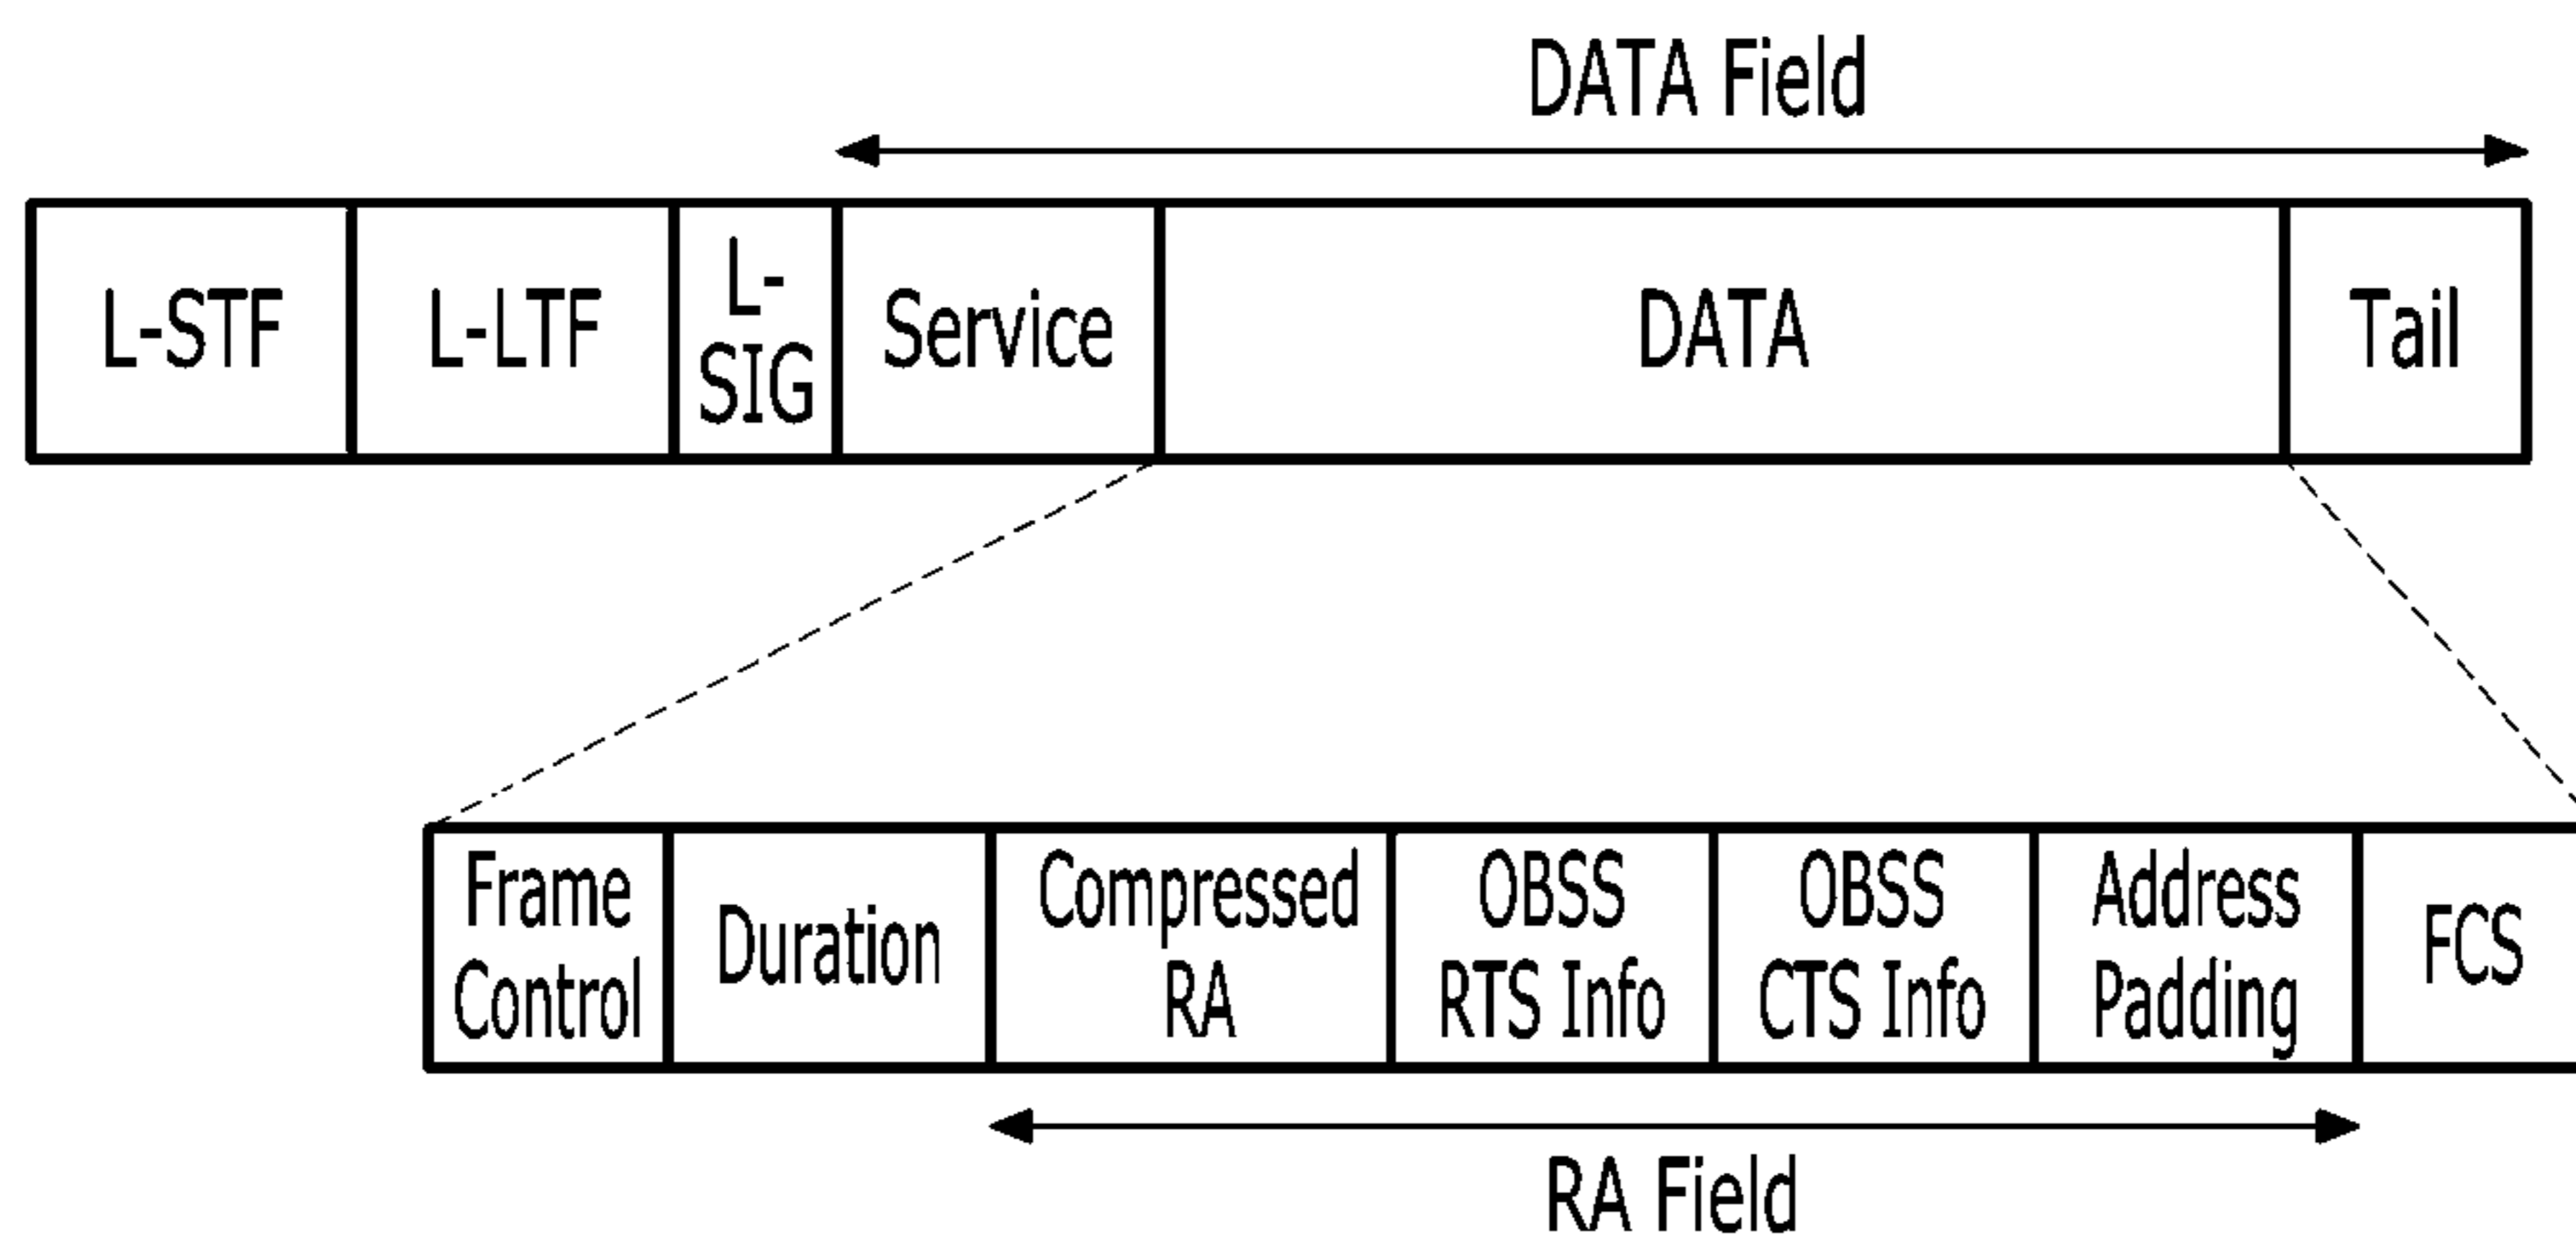 DATA Field
L-STF
L-LTF
L-
SIG
Service
DATA
Tail
Frame
Control
Duration
Compressed
RA
OBSS
RTS Info
OBSS
CTS Info
Address
Padding
FCS
RA Field